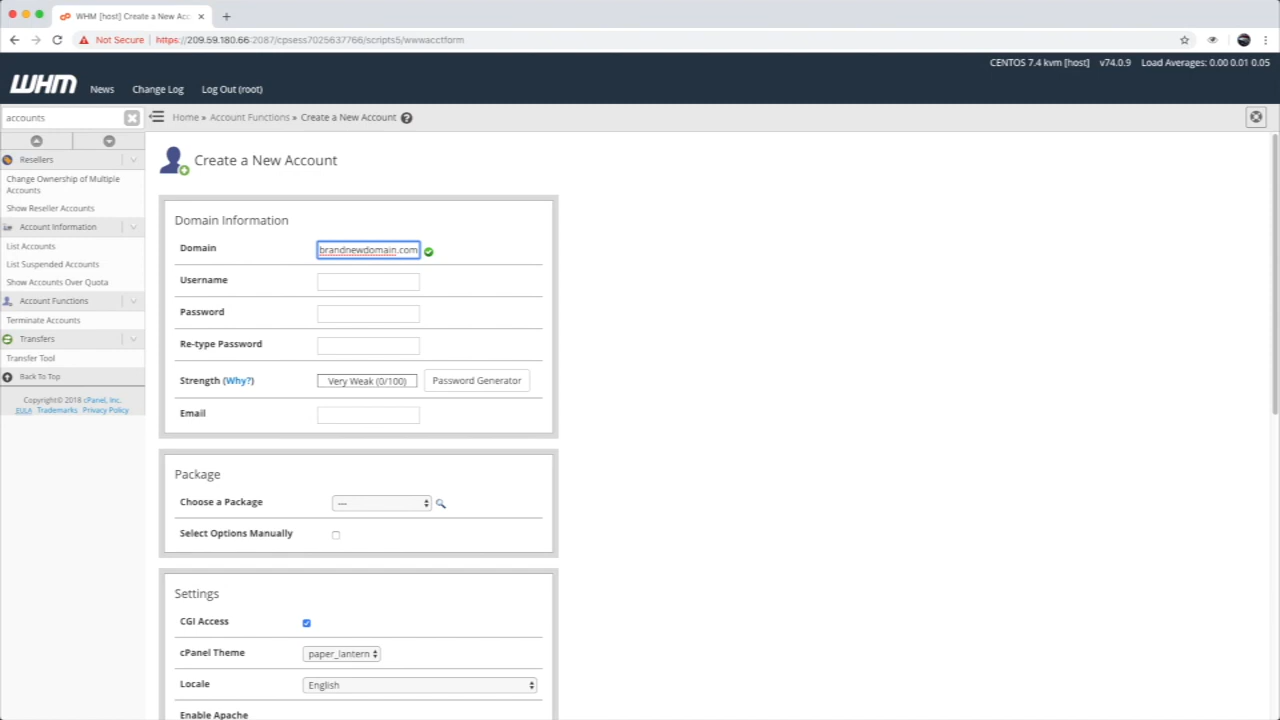 WHM [host] Create a New Acc
Not Secure https://209.59.180.66:2087/cpsess7025637766/scripts5/wwwacctform
CENTOS 7.4 kvm [host] v74.0.9 Load Averages: 0.00 0.01 0.05
WHM News Change Log Log Out (root)
accounts
Home » Account Functions » Create a New Account
Resellers
Change Ownership of Multiple
Accounts
Show Reseller Accounts
Account Information
List Accounts
List Suspended Accounts
Show Accounts Over Quota
Account Functions
Terminate Accounts
Transfers
Transfer Tool
Back To Top
Copyright© 2018 cPanel, Inc.
EULA Trademarks Privacy Policy
Create a New Account
Domain Information
Domain brandnewdomain.com
Username
Password
Re-type Password
Strength (Why?) Very Weak (0/100) Password Generator
Email
Package
Choose a Package ---
Select Options Manually
Settings
CGI Access
cPanel Theme paper_lantern
Locale English
Enable Apache